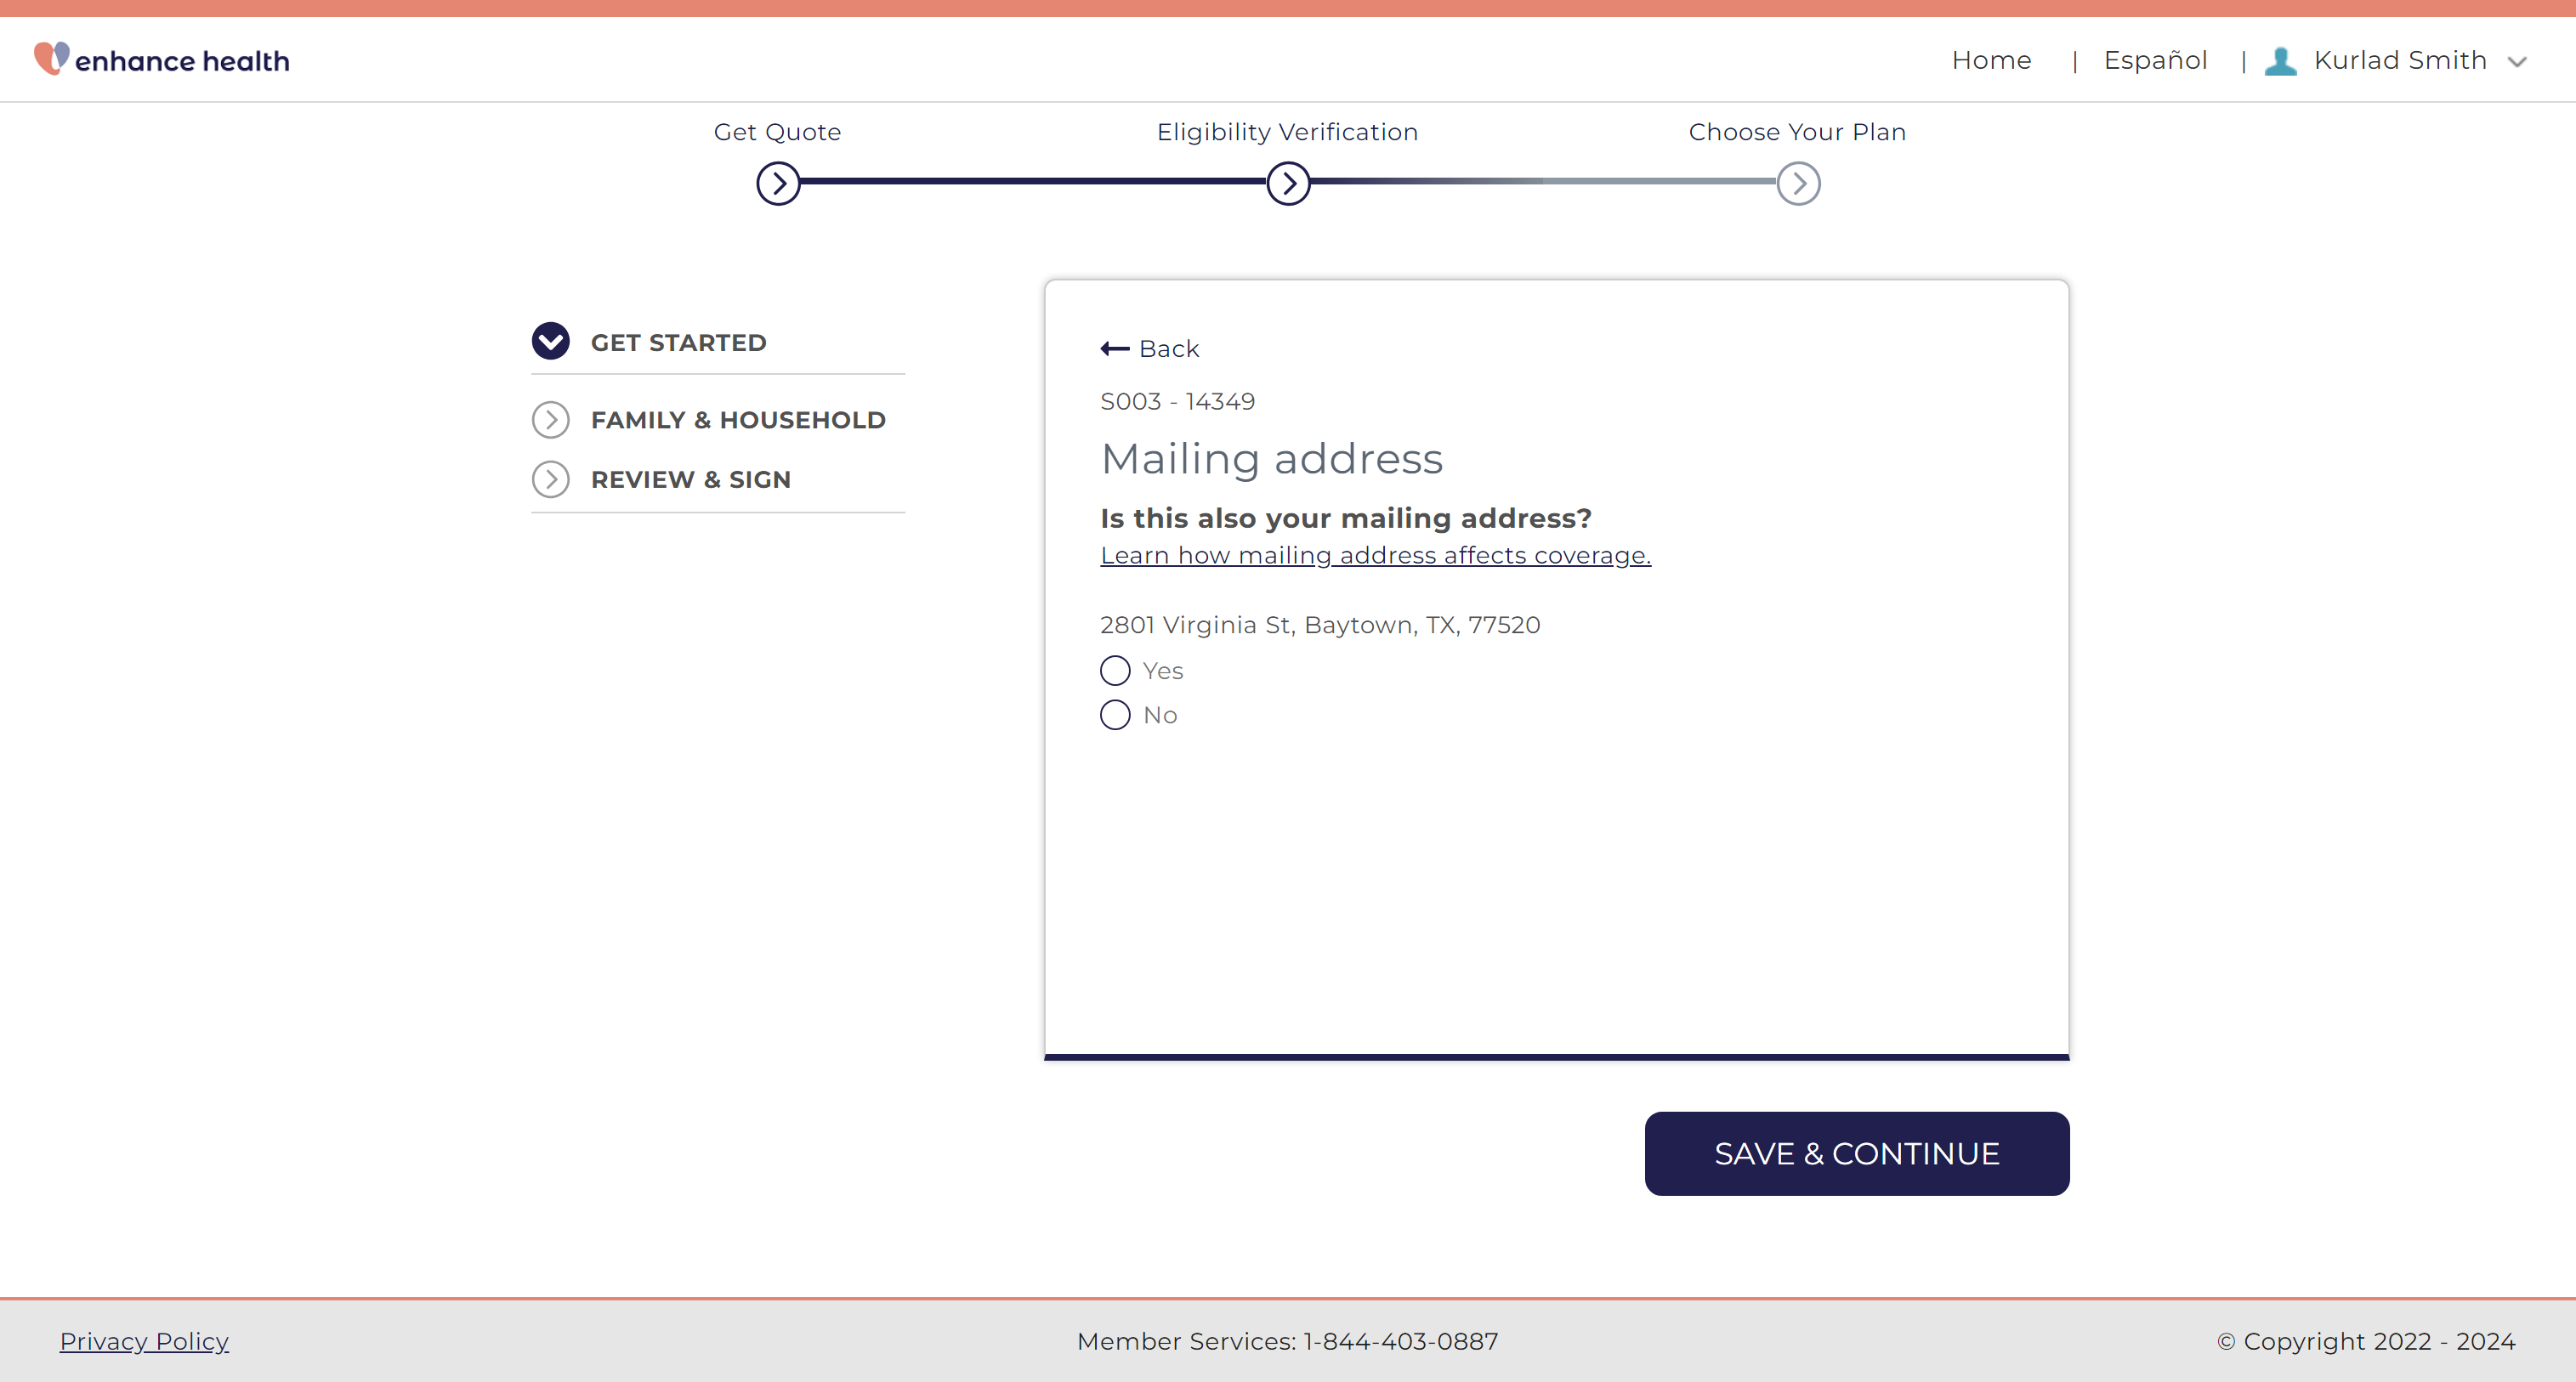 enhance health
Home | Español | Kurlad Smith
Get Quote
Eligibility Verification
Choose Your Plan
GET STARTED
FAMILY & HOUSEHOLD
REVIEW & SIGN
Back
S003 - 14349
Mailing address
Is this also your mailing address?
Learn how mailing address affects coverage.
2801 Virginia St, Baytown, TX, 77520
Yes
No
SAVE & CONTINUE
Privacy Policy
Member Services: 1-844-403-0887
© Copyright 2022 - 2024